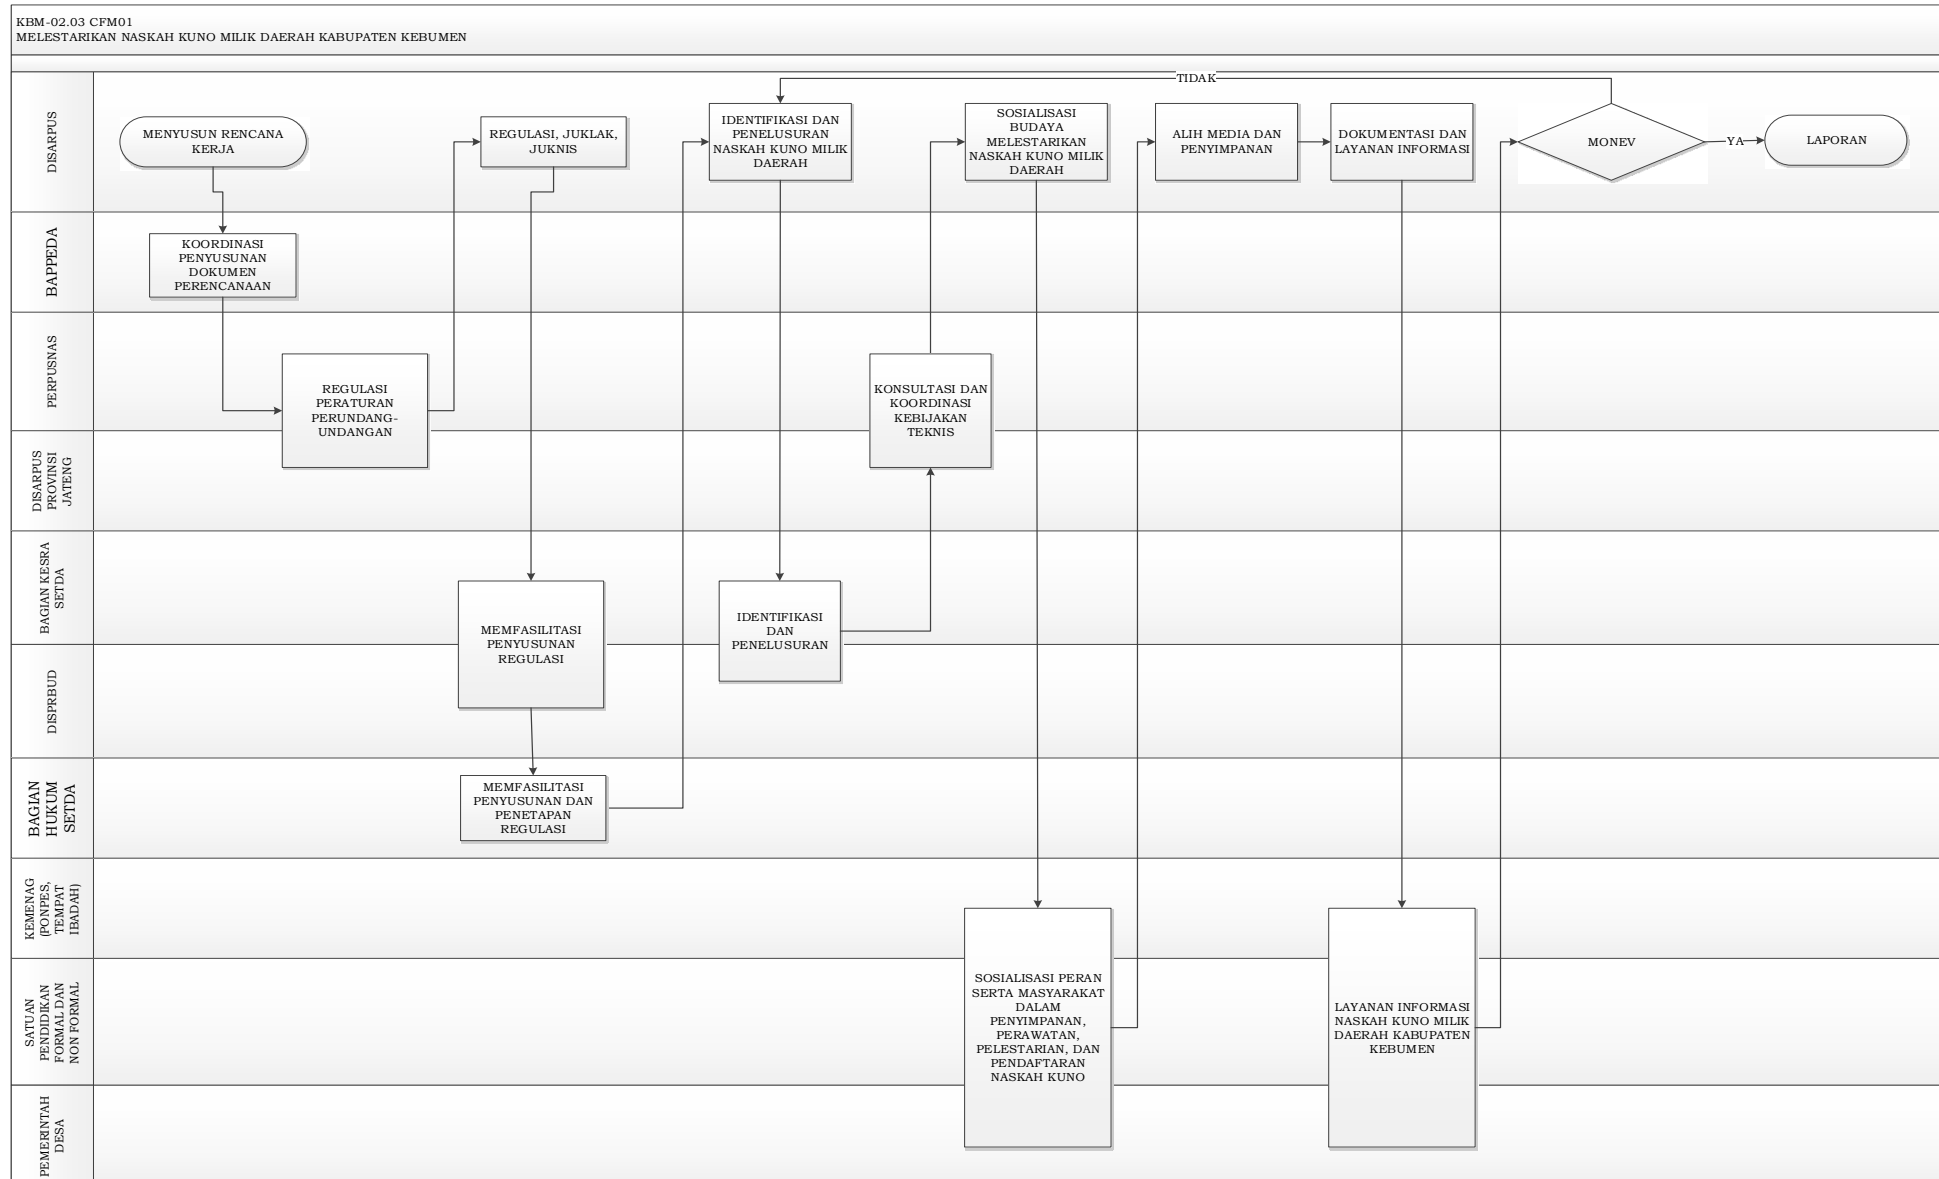 KBM-02.03 CFM01
MELESTARIKAN NASKAH KUNO MILIK DAERAH KABUPATEN KEBUMEN
DISARPUS
MENYUSUN RENCANA
KERJA
REGULASI, JUKLAK,
JUKNIS
IDENTIFIKASI DAN
PENELUSURAN
NASKAH KUNO MILIK
DAERAH
SOSIALISASI
BUDAYA
MELESTARIKAN
NASKAH KUNO MILIK
DAERAH
ALIH MEDIA DAN
PENYIMPANAN
DOKUMENTASI DAN
LAYANAN INFORMASI
MONEV
TIDAK
YA
LAPORAN
BAPPEDA
KOORDINASI
PENYUSUNAN
DOKUMEN
PERENCANAAN
PERPUSNAS
REGULASI
PERATURAN
PERUNDANG-
UNDANGAN
KONSULTASI DAN
KOORDINASI
KEBIJAKAN
TEKNIS
DISARPUS
PROVINSI
JATENG
BAGIAN KESRA
SETDA
MEMFASILITASI
PENYUSUNAN
REGULASI
IDENTIFIKASI
DAN
PENELUSURAN
DISPRBUD
BAGIAN
HUKUM
SETDA
MEMFASILITASI
PENYUSUNAN DAN
PENETAPAN
REGULASI
KEMENAG
(PONPES,
TEMPAT
IBADAH)
SATUAN
PENDIDIKAN
FORMAL DAN
NON FORMAL
SOSIALISASI PERAN
SERTA MASYARAKAT
DALAM
PENYIMPANAN,
PERAWATAN,
PELESTARIAN, DAN
PENDAFTARAN
NASKAH KUNO
LAYANAN INFORMASI
NASKAH KUNO MILIK
DAERAH KABUPATEN
KEBUMEN
PEMERINTAH
DESA